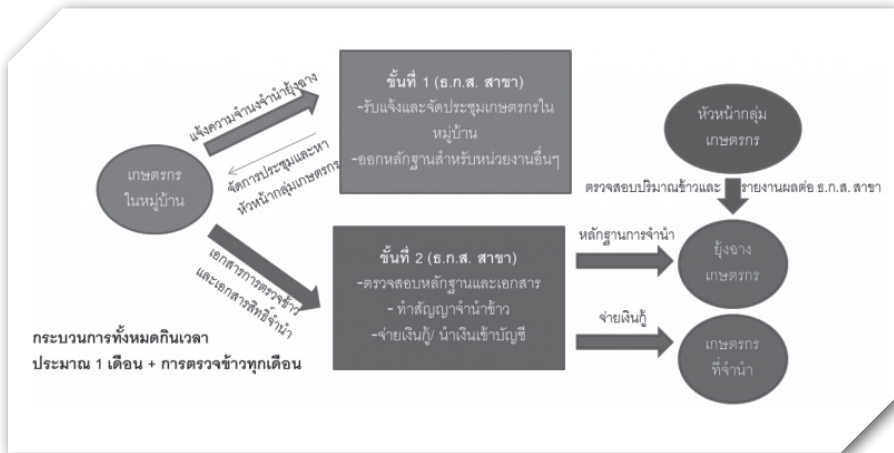 แจ้งความจำนงจำนำยุ้งฉาง
ขั้นที่ 1 (ธ.ก.ส. สาขา)
-รับแจ้งและจัดประชุมเกษตรกรใน
หมู่บ้าน
-ออกหลักฐานสำหรับหน่วยงานอื่นๆ
หัวหน้ากลุ่ม
เกษตรกร
เกษตรกร
ในหมู่บ้าน
จัดการประชุมและหา
หัวหน้ากลุ่มเกษตรกร
ตรวจสอบปริมาณข้าวและ รายงานผลต่อ ธ.ก.ส. สาขา
เอกสารการตรวจข้าว
และเอกสารสิทธิ์จำนำ
ขั้นที่ 2 (ธ.ก.ส. สาขา)
-ตรวจสอบหลักฐานและเอกสาร
- ทำสัญญาจำนำข้าว
-จ่ายเงินกู้/ นำเงินเข้าบัญชี
หลักฐานการจำนำ
ยุ้งฉาง
เกษตรกร
จ่ายเงินกู้
เกษตรกร
ที่จำนำ
กระบวนการทั้งหมดกินเวลา
ประมาณ 1 เดือน + การตรวจข้าวทุกเดือน